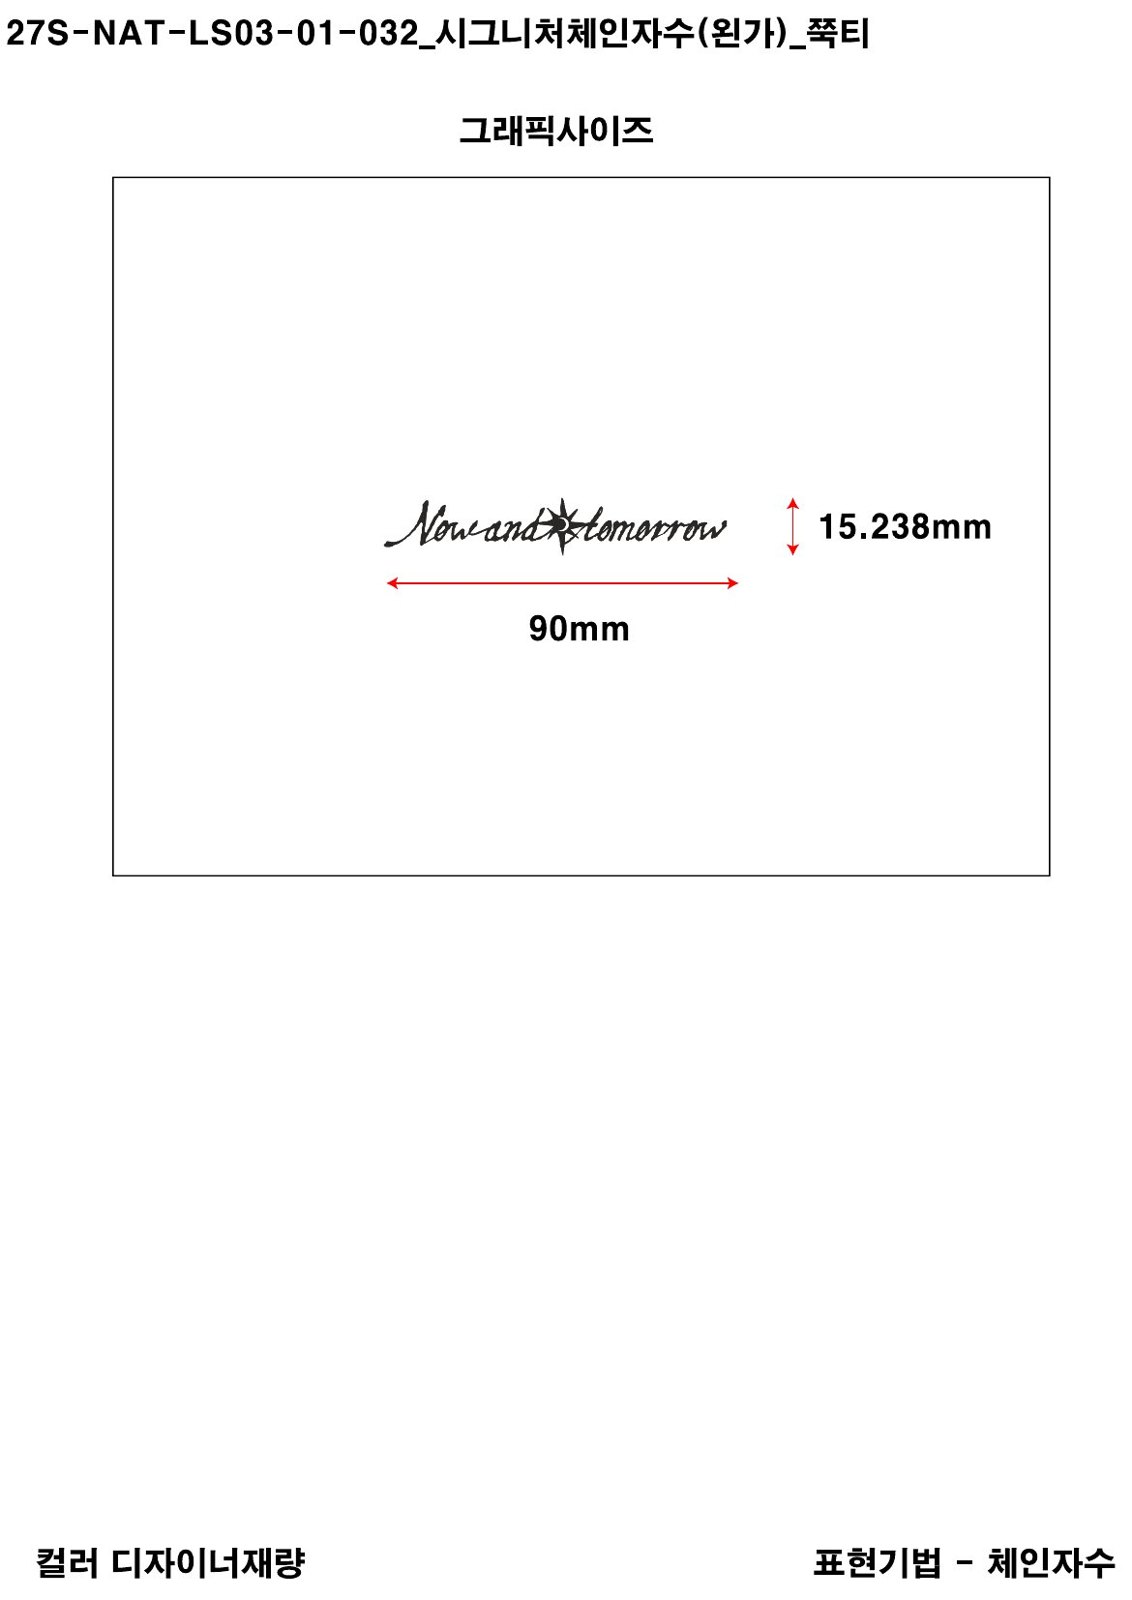 27S-NAT-LS03-01-032_시그니처체인자수(왼가)_쭉티
그래픽사이즈
Now and tomorrow
15.238mm
90mm
컬러 디자이너재량
표현기법 - 체인자수